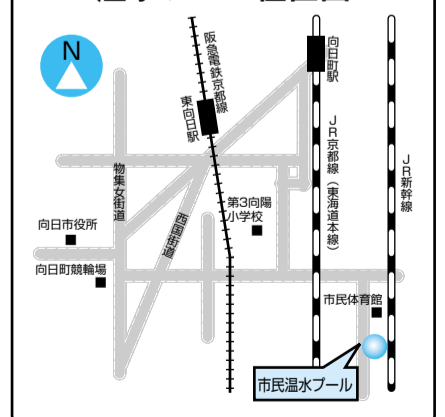 N
阪急電鉄京都線
東向日駅
向日町駅
JR京都線（東海道本線）
JR新幹線
物集女街道
西国街道
第3向陽
小学校
向日市役所
向日町競輪場
市民体育館
市民温水プール